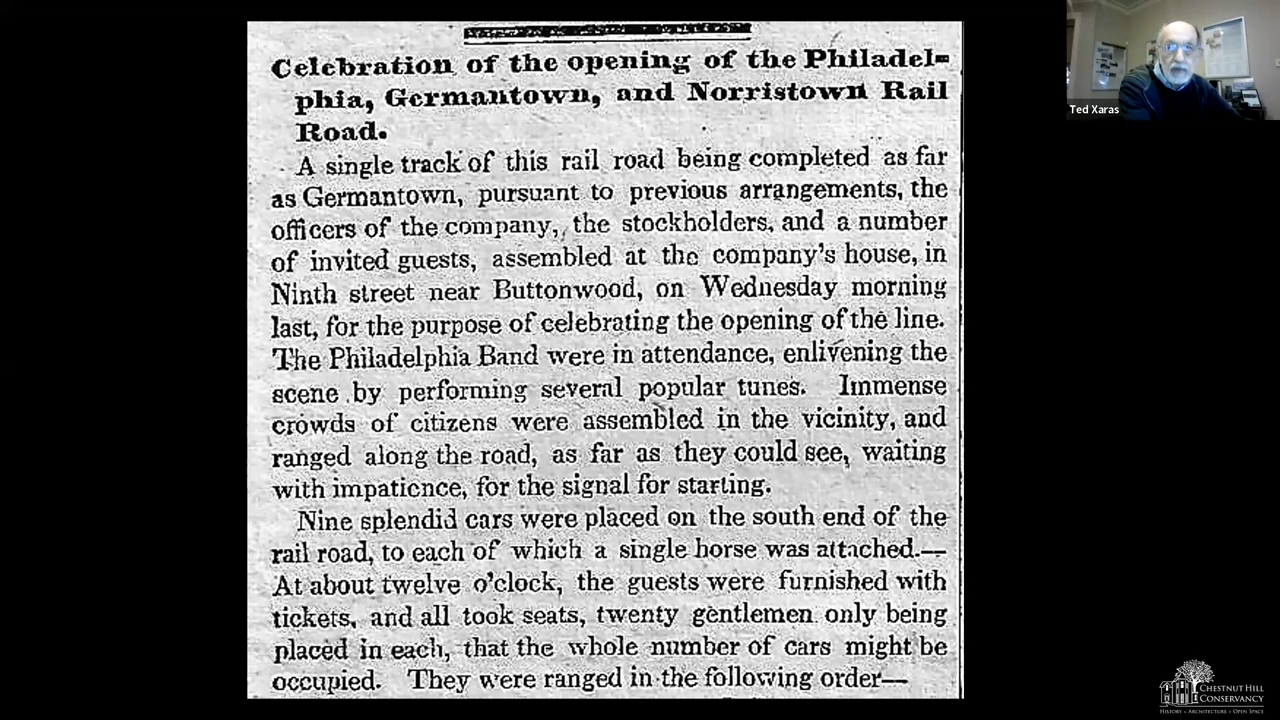 Celebration of the opening of the Philadel-
phia, Germantown, and Norristown Rail
Road.
A single track of this rail road being completed as far
as Germantown, pursuant to previous arrangements, the
officers of the company, the stockholders, and a number
of invited guests, assembled at the company's house, in
Ninth street near Buttonwood, on Wednesday morning
last, for the purpose of celebrating the opening of the line.
The Philadelphia Band were in attendance, enlivening the
scene by performing several popular tunes. Immense
crowds of citizens were assembled in the vicinity, and
ranged along the road, as far as they could see, waiting
with impatience, for the signal for starting.
Nine splendid cars were placed on the south end of the
rail road, to each of which a single horse was attached.—
At about twelve o'clock, the guests were furnished with
tickets, and all took seats, twenty gentlemen only being
placed in each, that the whole number of cars might be
occupied. They were ranged in the following order—
Ted Xaras
CHESTNUT HILL
CONSERVANCY
HISTORY • ARCHITECTURE • OPEN SPACE